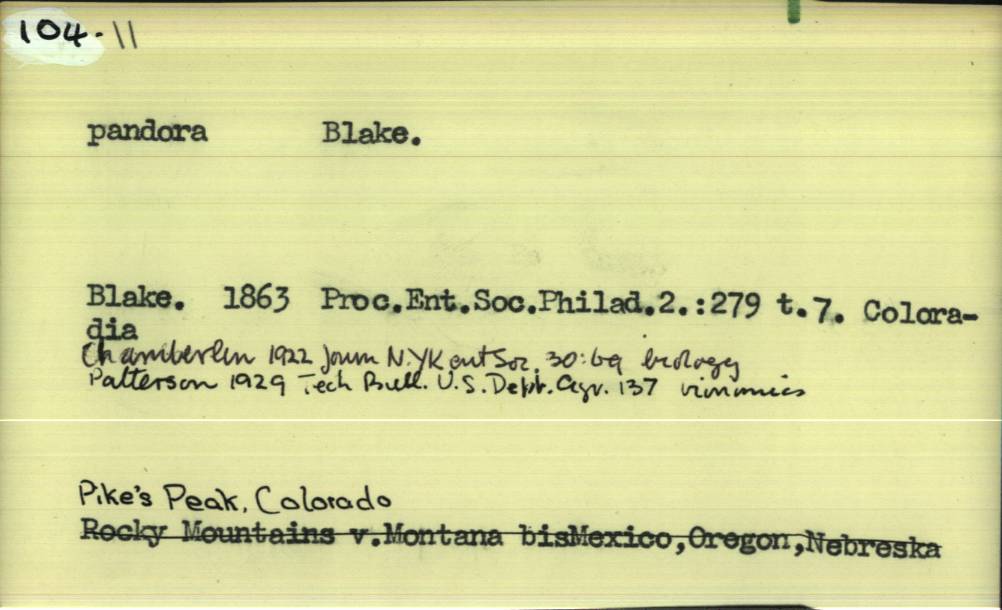 104.11
pandora Blake.
Blake. 1863 Proc.Ent.Soc.Philad.2.:279 t.7. Colora-
dia
Chamberlin 1922 Journ N.Yk ent Soc. 30:69 biology
Patterson 1929 Tech Bull. U.S. Dept. Agr. 137
Pike's Peak, Colorado
Rocky Mountains v.Montana bisMexico,Oregon,Nebreska